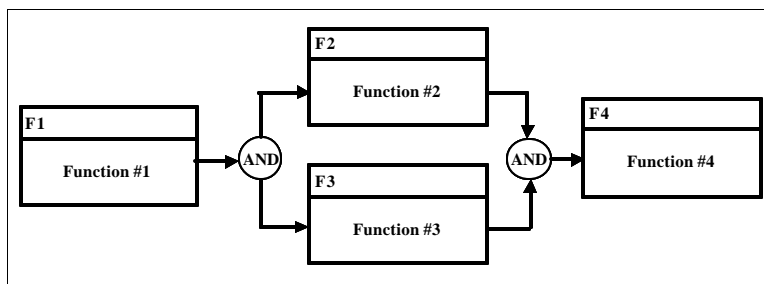 F1
Function #1
AND
F2
Function #2
F3
Function #3
AND
F4
Function #4